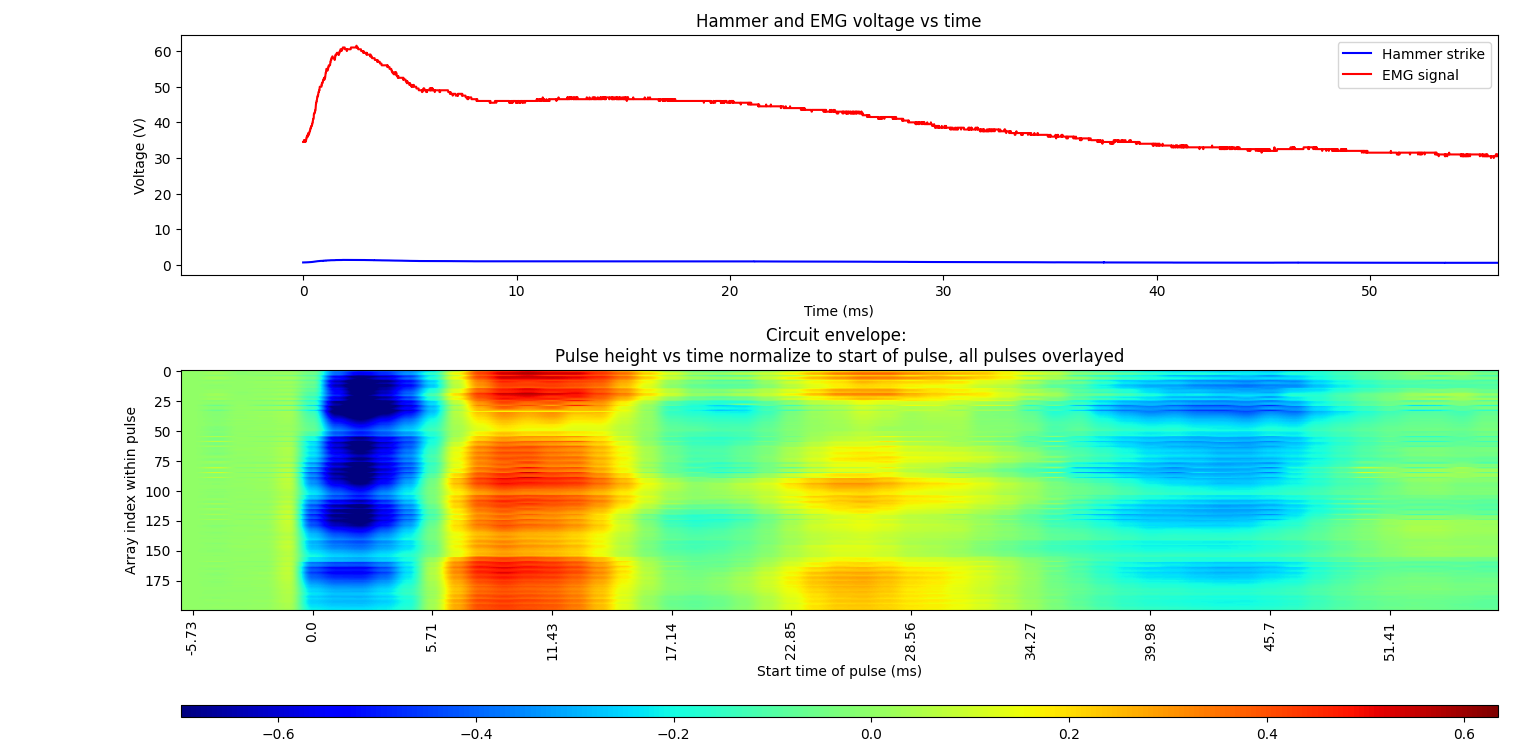 Hammer and EMG voltage vs time
60
50
40
30
20
10
0
Voltage (V)
Hammer strike
EMG signal
0 10 20 30 40 50
Time (ms)
Circuit envelope:
Pulse height vs time normalize to start of pulse, all pulses overlayed
0
25
50
75
100
125
150
175
Array index within pulse
-5.73 0.0 5.71 11.43 17.14 22.85 28.56 34.27 39.98 45.7 51.41
Start time of pulse (ms)
−0.6 −0.4 −0.2 0.0 0.2 0.4 0.6